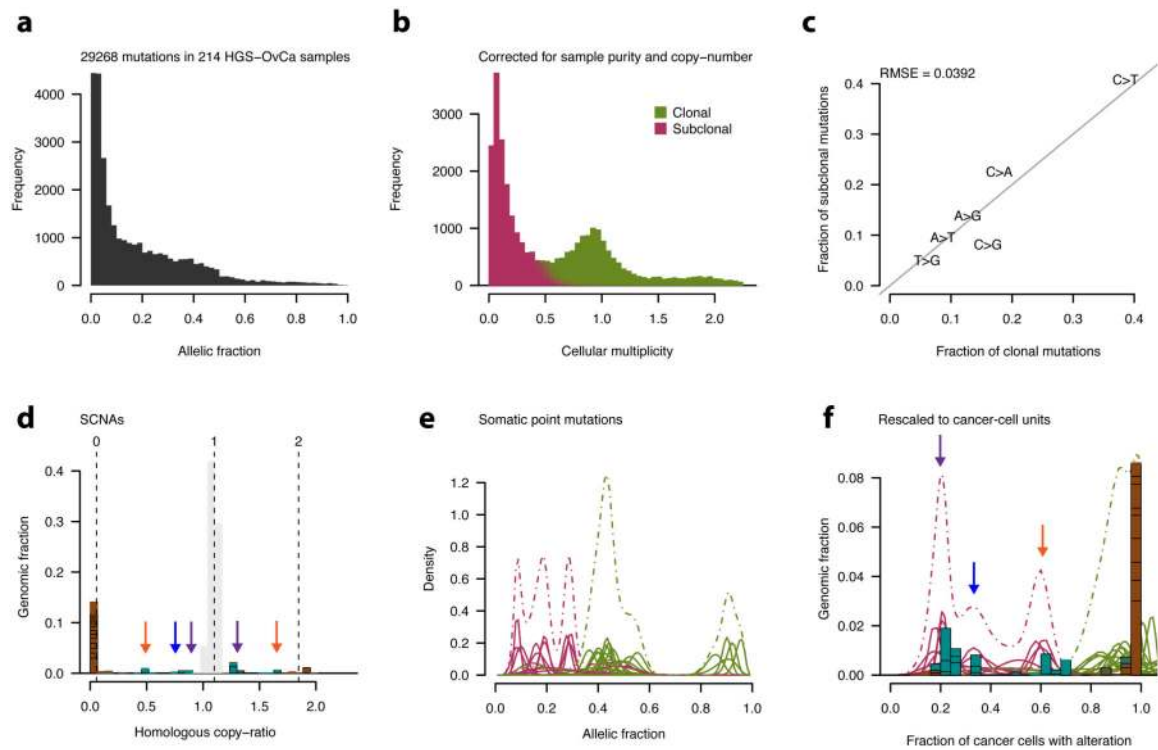 a
29268 mutations in 214 HGS−OvCa samples
4000
3000
2000
1000
0
Frequency
0.0 0.2 0.4 0.6 0.8 1.0
Allelic fraction
b
Corrected for sample purity and copy−number
Clonal
Subclonal
3000
2000
1000
0
Frequency
0.0 0.5 1.0 1.5 2.0
Cellular multiplicity
c
RMSE = 0.0392
C>T
C>A
A>G
A>T
C>G
T>G
0.4
0.3
0.2
0.1
0.0
Fraction of subclonal mutations
0.0 0.1 0.2 0.3 0.4
Fraction of clonal mutations
d
SCNAs
0 1 2
0.4
0.3
0.2
0.1
0.0
Genomic fraction
0.0 0.5 1.0 1.5 2.0
Homologous copy−ratio
e
Somatic point mutations
1.2
1.0
0.8
0.6
0.4
0.2
0.0
Density
0.0 0.2 0.4 0.6 0.8 1.0
Allelic fraction
f
Rescaled to cancer−cell units
0.08
0.06
0.04
0.02
0.00
Genomic fraction
0.0 0.2 0.4 0.6 0.8 1.0
Fraction of cancer cells with alteration